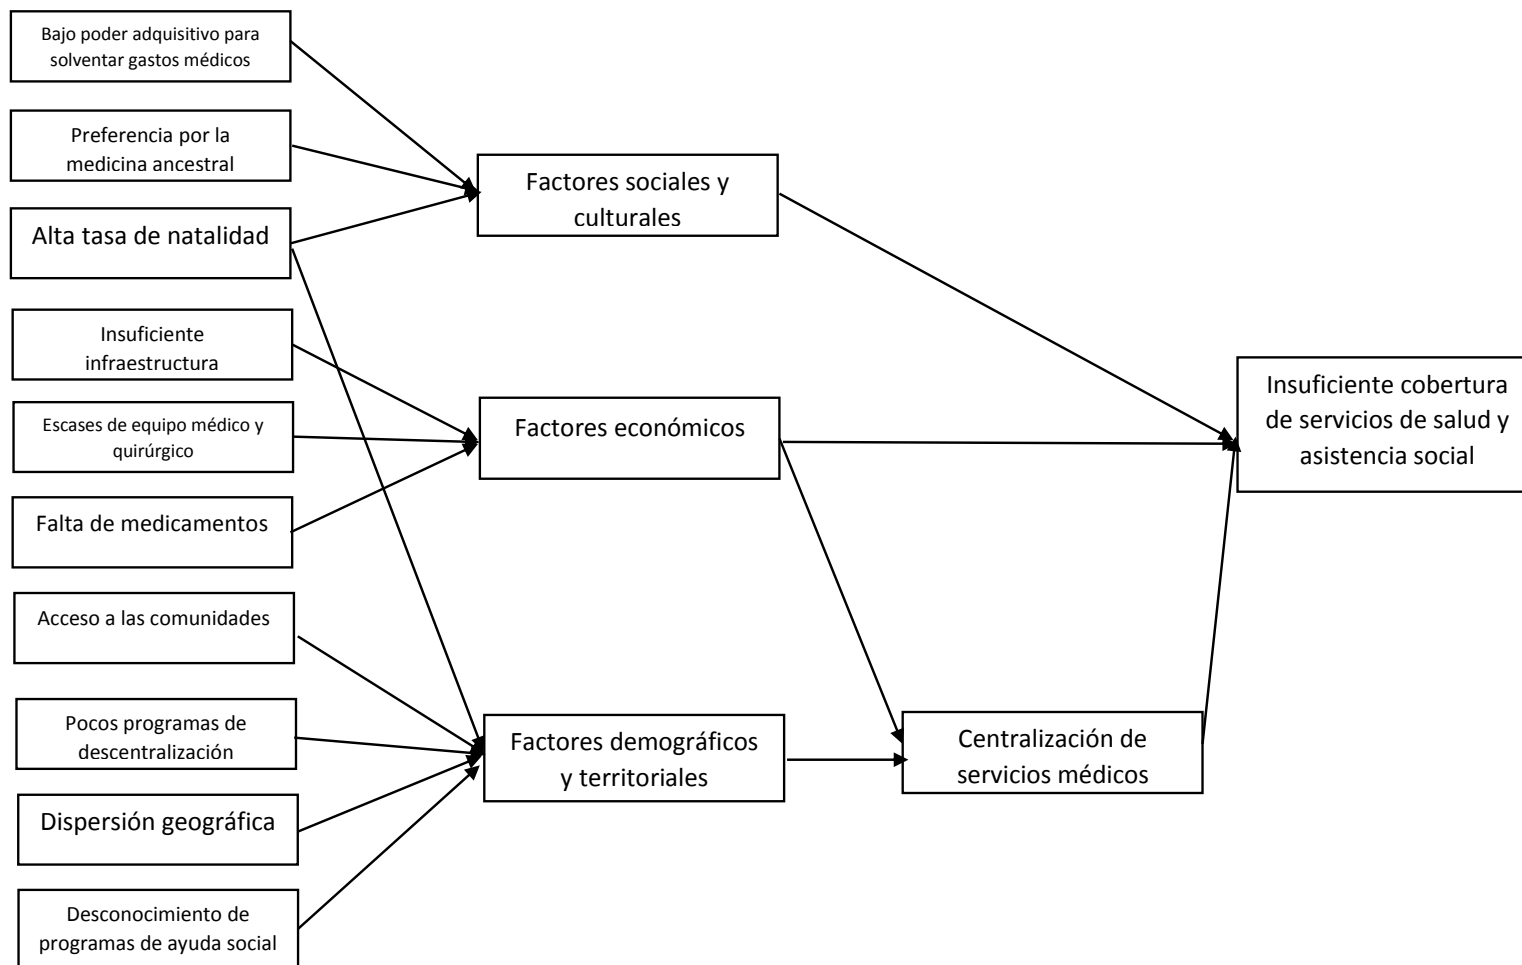 Bajo poder adquisitivo para
solventar gastos médicos
Preferencia por la
medicina ancestral
Alta tasa de natalidad
Insuficiente
infraestructura
Escases de equipo médico y
quirúrgico
Falta de medicamentos
Acceso a las comunidades
Pocos programas de
descentralización
Dispersión geográfica
Desconocimiento de
programas de ayuda social
Factores sociales y
culturales
Factores económicos
Factores demográficos
y territoriales
Centralización de
servicios médicos
Insuficiente cobertura
de servicios de salud y
asistencia social